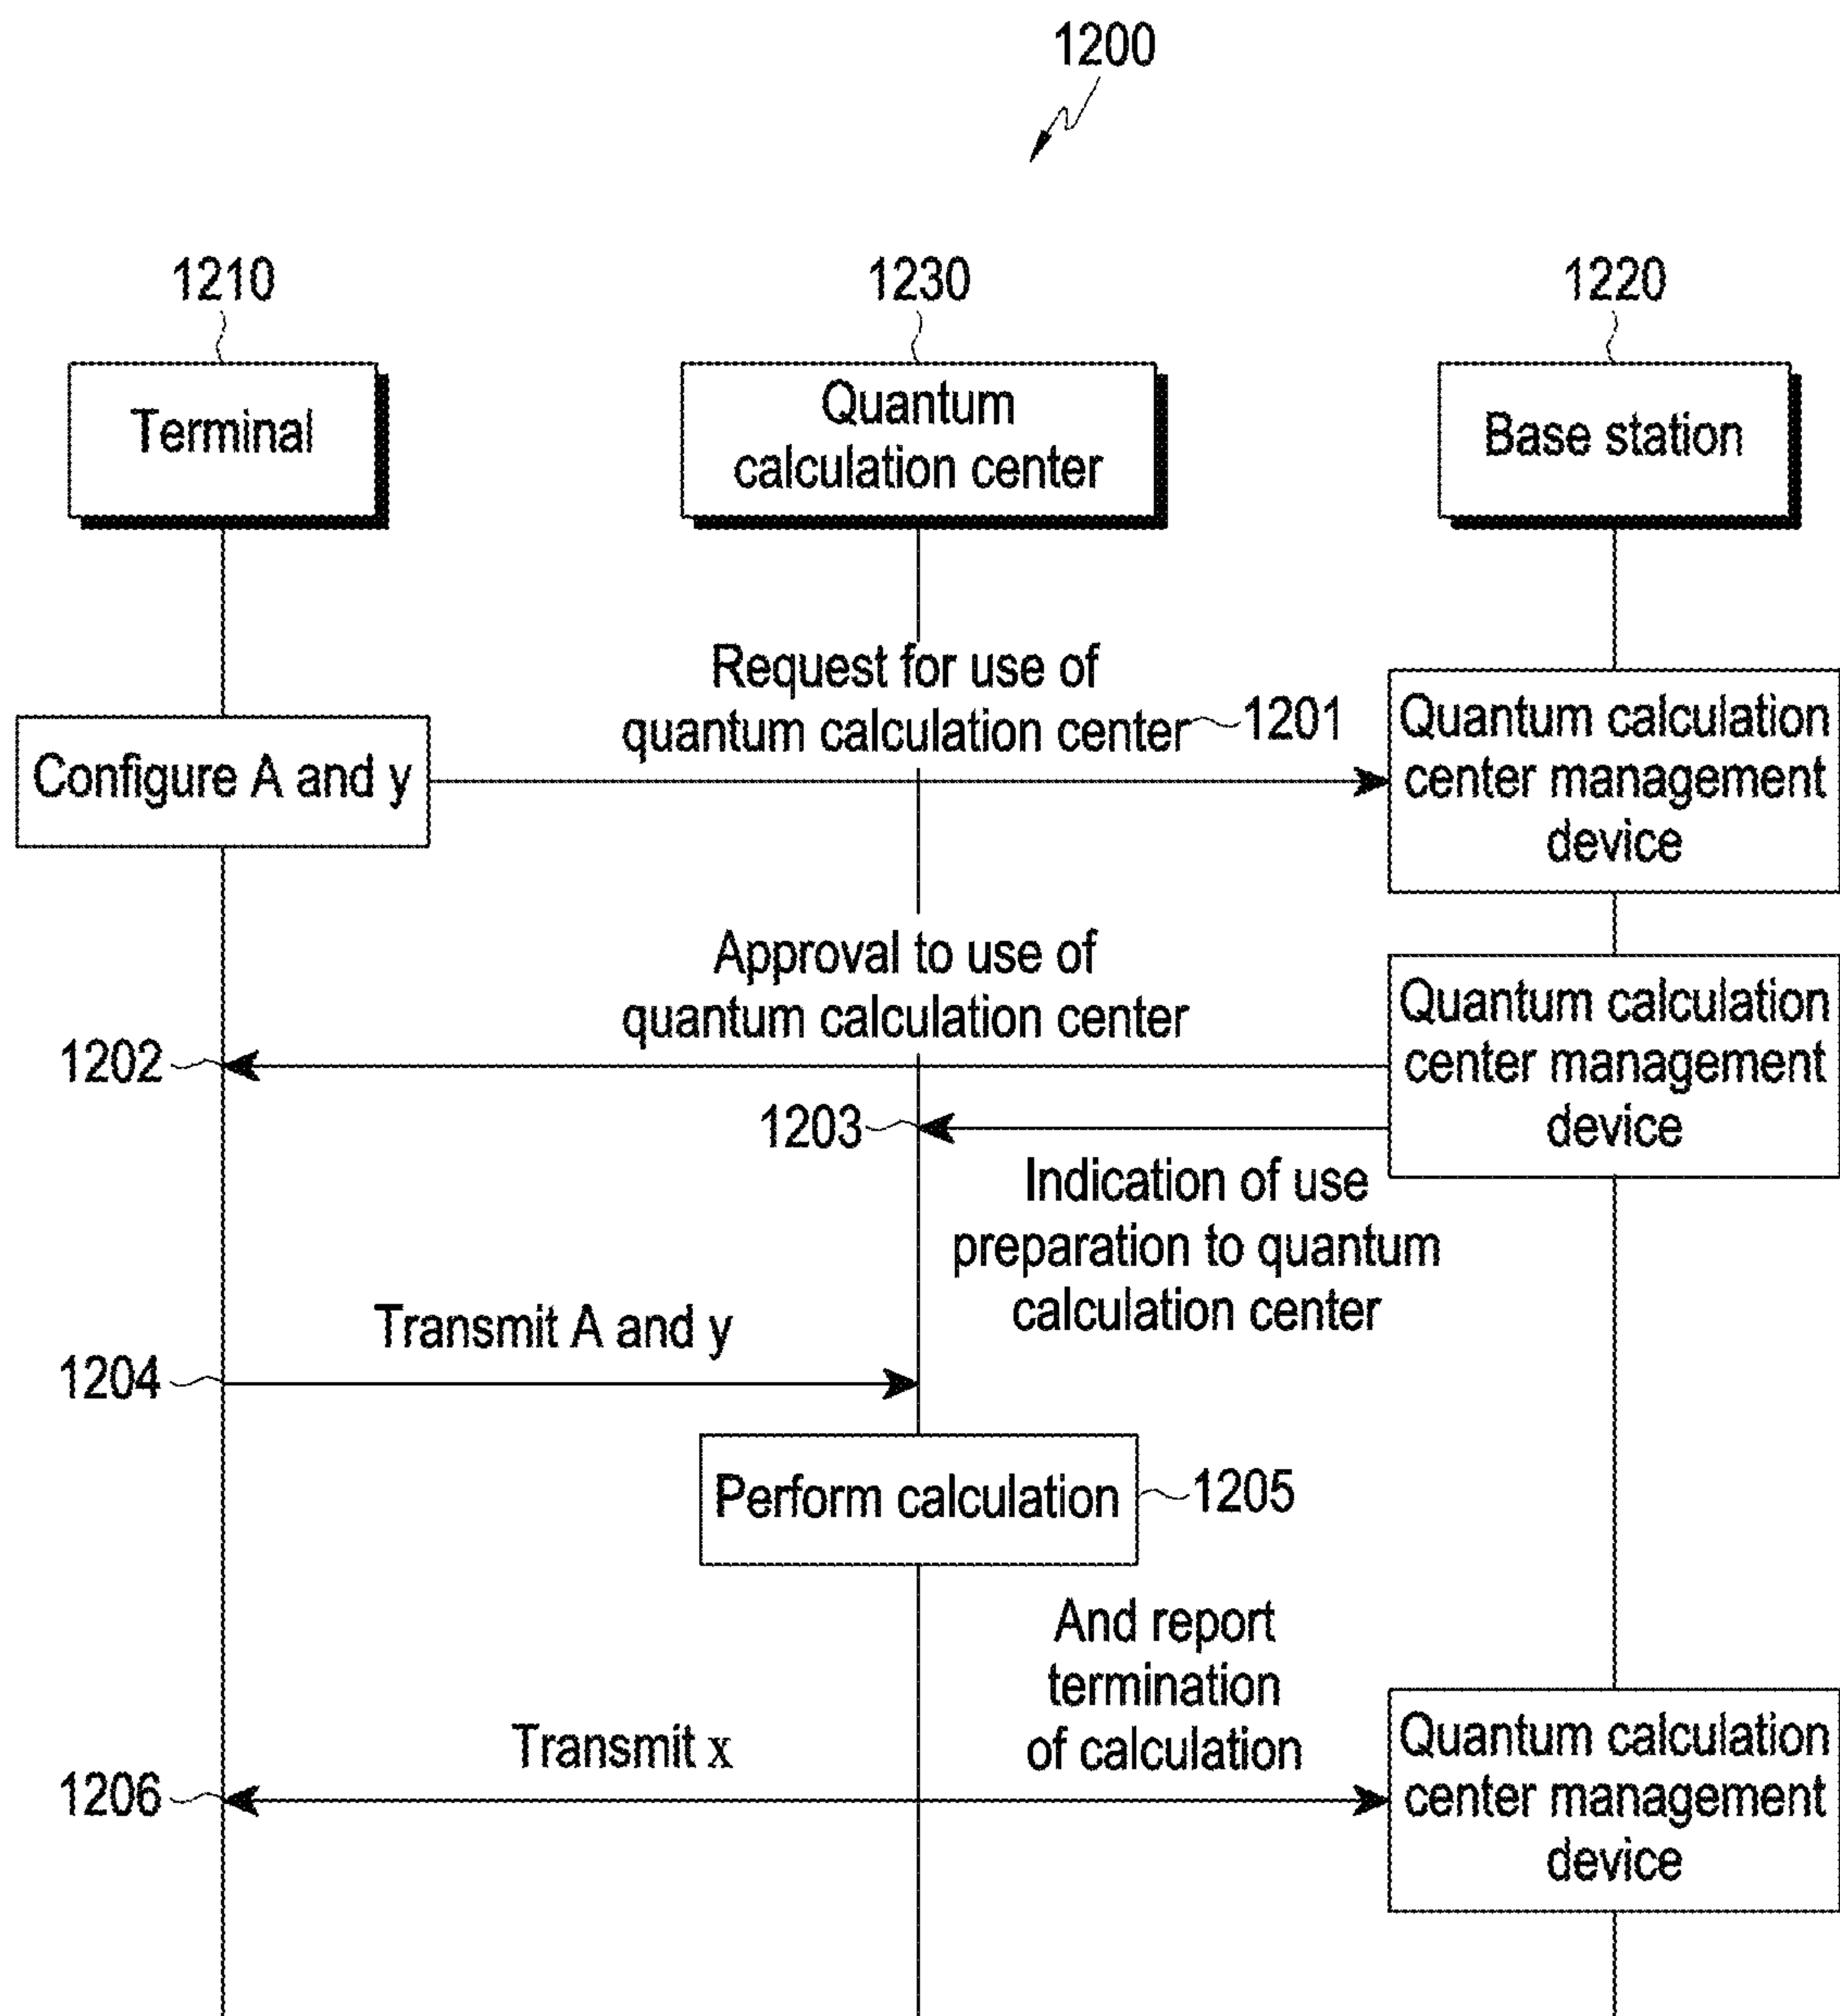 1200
1210
1230
1220
Terminal
Quantum
calculation center
Base station
Request for use of
quantum calculation center
1201
Configure A and y
Quantum calculation
center management
device
Approval to use of
quantum calculation center
1202
Quantum calculation
center management
device
1203
Indication of use
preparation to quantum
calculation center
Transmit A and y
1204
Perform calculation
1205
And report
termination
of calculation
Transmit x
1206
Quantum calculation
center management
device